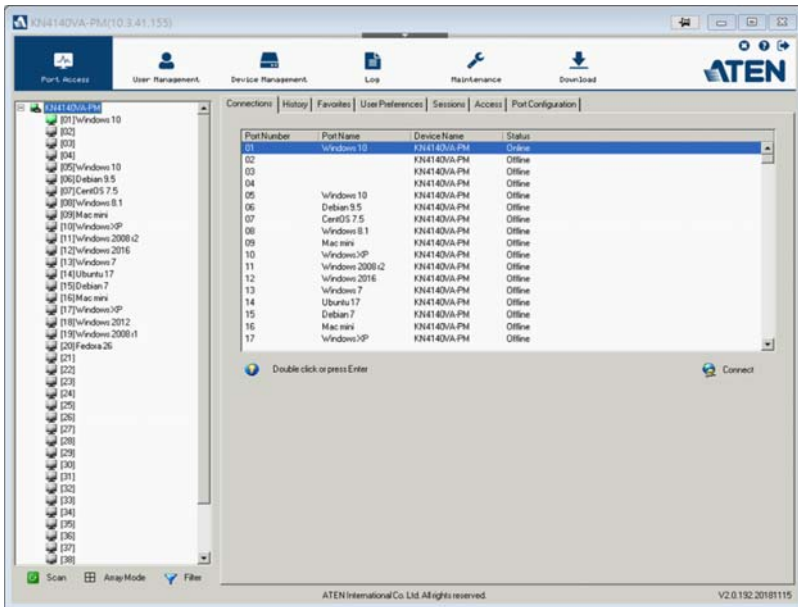 KN4140VA-PM(10.3.41.155)
Port Access
User Management
Device Management
Log
Maintenance
Download
ATEN
KN4140VA-PM
[01]Windows 10
[02]
[03]
[04]
[05]Windows 10
[06]Debian 9.5
[07]CentOS 7.5
[08]Windows 8.1
[09]Mac mini
[10]Windows XP
[11]Windows 2008 r2
[12]Windows 2016
[13]Windows 7
[14]Ubuntu 17
[15]Debian 7
[16]Mac mini
[17]Windows XP
[18]Windows 2012
[19]Windows 2008 r1
[20]Fedora 26
[21]
[22]
[23]
[24]
[25]
[26]
[27]
[28]
[29]
[30]
[31]
[32]
[33]
[34]
[35]
[36]
[37]
[38]
Scan Array Mode Filter
Connections History Favorites User Preferences Sessions Access Port Configuration
Port Number Port Name Device Name Status
01 Windows 10 KN4140VA-PM Online
02 KN4140VA-PM Offline
03 KN4140VA-PM Offline
04 KN4140VA-PM Offline
05 Windows 10 KN4140VA-PM Offline
06 Debian 9.5 KN4140VA-PM Offline
07 CentOS 7.5 KN4140VA-PM Offline
08 Windows 8.1 KN4140VA-PM Offline
09 Mac mini KN4140VA-PM Offline
10 Windows XP KN4140VA-PM Offline
11 Windows 2008 r2 KN4140VA-PM Offline
12 Windows 2016 KN4140VA-PM Offline
13 Windows 7 KN4140VA-PM Offline
14 Ubuntu 17 KN4140VA-PM Offline
15 Debian 7 KN4140VA-PM Offline
16 Mac mini KN4140VA-PM Offline
17 Windows XP KN4140VA-PM Offline
Double click or press Enter
Connect
ATEN International Co. Ltd. All rights reserved.
V2.0.192.20181115